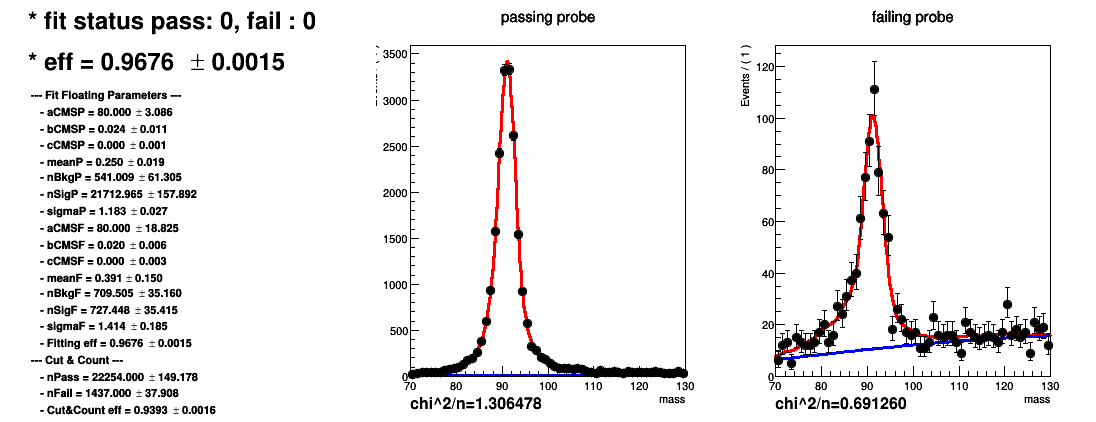 * fit status pass: 0, fail : 0
* eff = 0.9676 ± 0.0015
--- Fit Floating Parameters ---
- aCMSP = 80.000 ± 3.086
- bCMSP = 0.024 ± 0.011
- cCMSP = 0.000 ± 0.001
- meanP = 0.250 ± 0.019
- nBkgP = 541.009 ± 61.305
- nSigP = 21712.965 ± 157.892
- sigmaP = 1.183 ± 0.027
- aCMSF = 80.000 ± 18.825
- bCMSF = 0.020 ± 0.006
- cCMSF = 0.000 ± 0.003
- meanF = 0.391 ± 0.150
- nBkgF = 709.505 ± 35.160
- nSigF = 727.448 ± 35.415
- sigmaF = 1.414 ± 0.185
- Fitting eff = 0.9676 ± 0.0015
--- Cut & Count ---
- nPass = 22254.000 ± 149.178
- nFail = 1437.000 ± 37.908
- Cut&Count eff = 0.9393 ± 0.0016
passing probe
3500
3000
2500
2000
1500
1000
500
0
70 80 90 100 110 120 130
mass
chi^2/n=1.306478
failing probe
Events / ( 1 )
120
100
80
60
40
20
0
70 80 90 100 110 120 130
mass
chi^2/n=0.691260